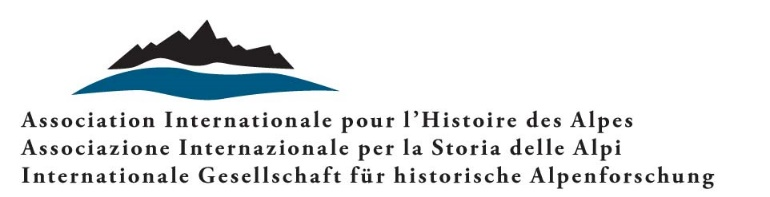 Association Internationale pour l’Histoire des Alpes
Associazione Internazionale per la Storia delle Alpi
Internationale Gesellschaft für historische Alpenforschung